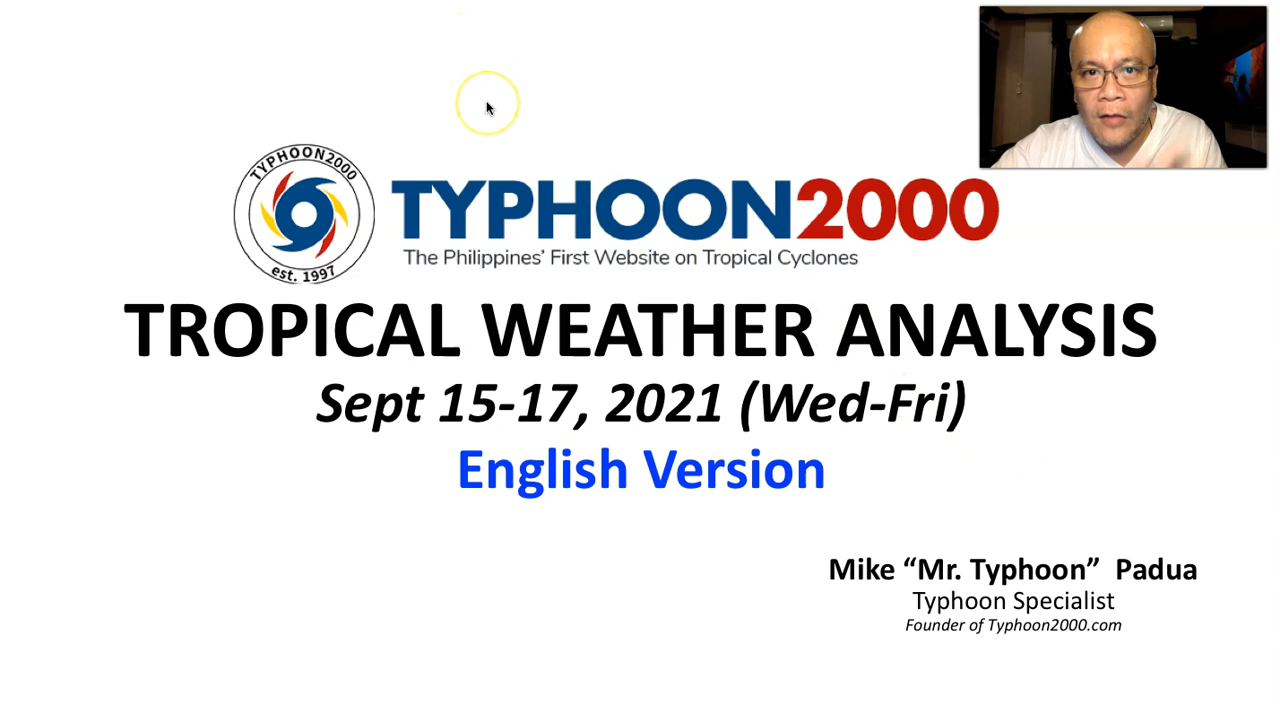 TYPHOON2000
est. 1997
TYPHOON2000
The Philippines' First Website on Tropical Cyclones
TROPICAL WEATHER ANALYSIS
Sept 15-17, 2021 (Wed-Fri)
English Version
Mike “Mr. Typhoon”  Padua
Typhoon Specialist
Founder of Typhoon2000.com